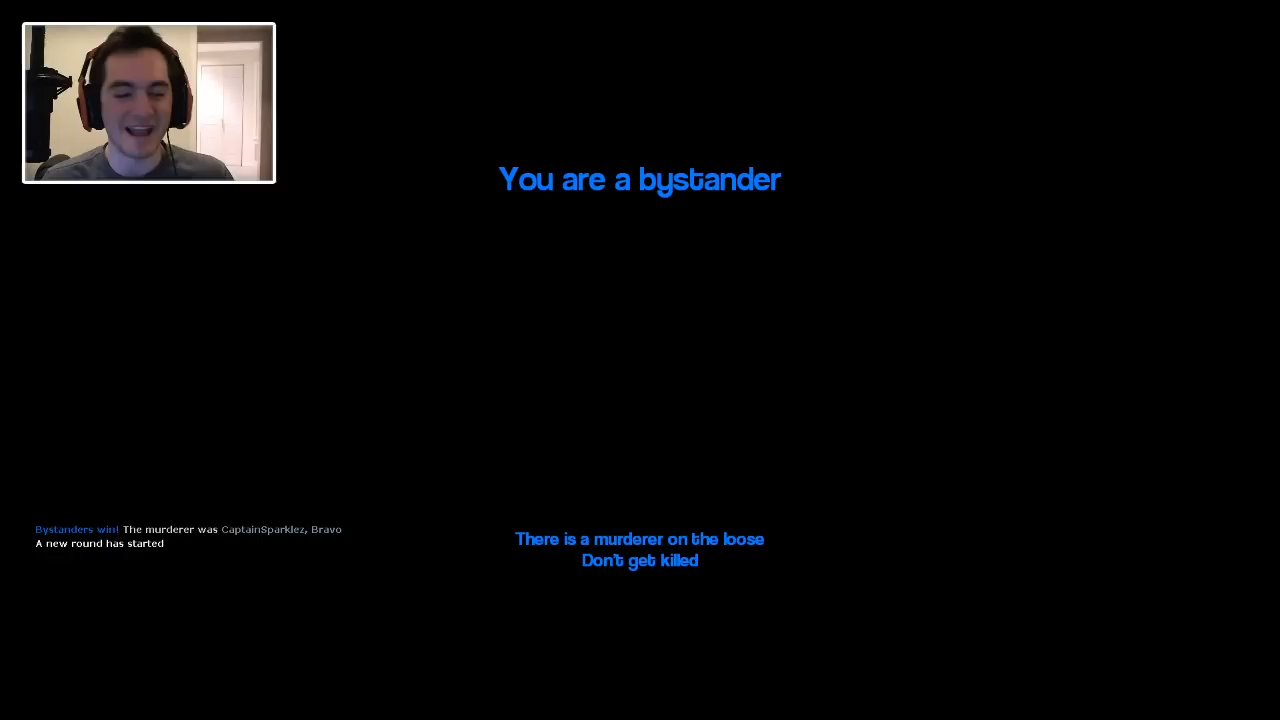 You are a bystander
Bystanders win! The murderer was CaptainSparklez, Bravo
A new round has started
There is a murderer on the loose
Don't get killed